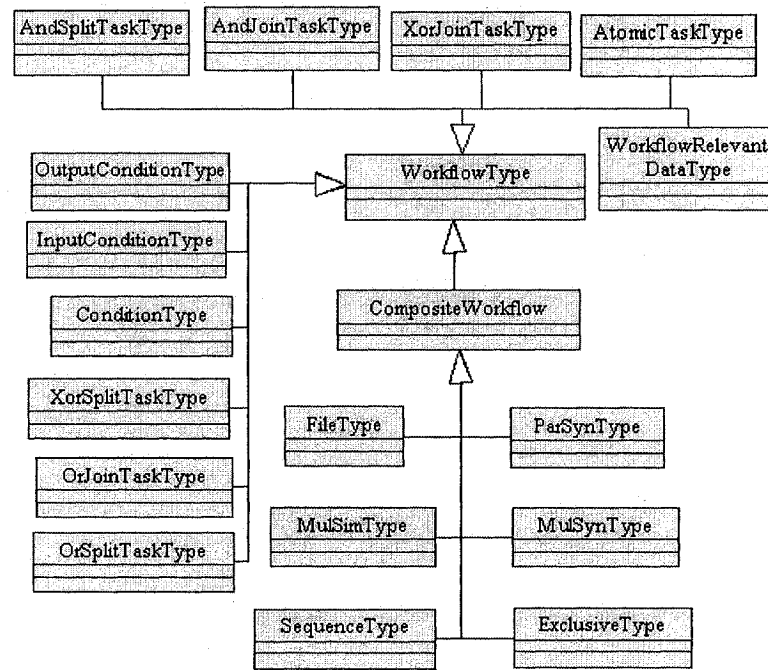 AndSplitTaskType
AndJoinTaskType
XorJoinTaskType
AtomicTaskType
WorkflowRelevant
DataType
OutputConditionType
WorkflowType
InputConditionType
ConditionType
CompositeWorkflow
XorSplitTaskType
FileType
ParSynType
OrJoinTaskType
MulSimType
MulSynType
OrSplitTaskType
SequenceType
ExclusiveType